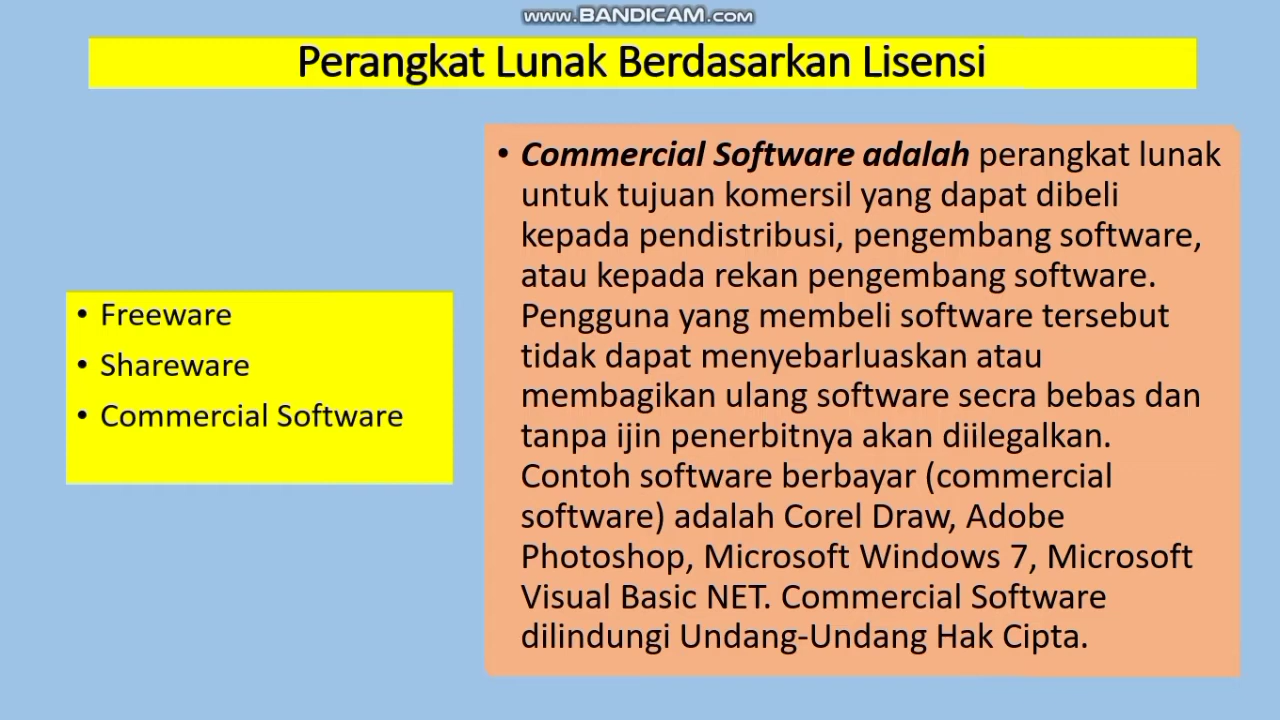 www.BANDICAM.com
Perangkat Lunak Berdasarkan Lisensi
• Freeware
• Shareware
• Commercial Software
• Commercial Software adalah perangkat lunak
untuk tujuan komersil yang dapat dibeli
kepada pendistribusi, pengembang software,
atau kepada rekan pengembang software.
Pengguna yang membeli software tersebut
tidak dapat menyebarluaskan atau
membagikan ulang software secra bebas dan
tanpa ijin penerbitnya akan diilegalkan.
Contoh software berbayar (commercial
software) adalah Corel Draw, Adobe
Photoshop, Microsoft Windows 7, Microsoft
Visual Basic NET. Commercial Software
dilindungi Undang-Undang Hak Cipta.